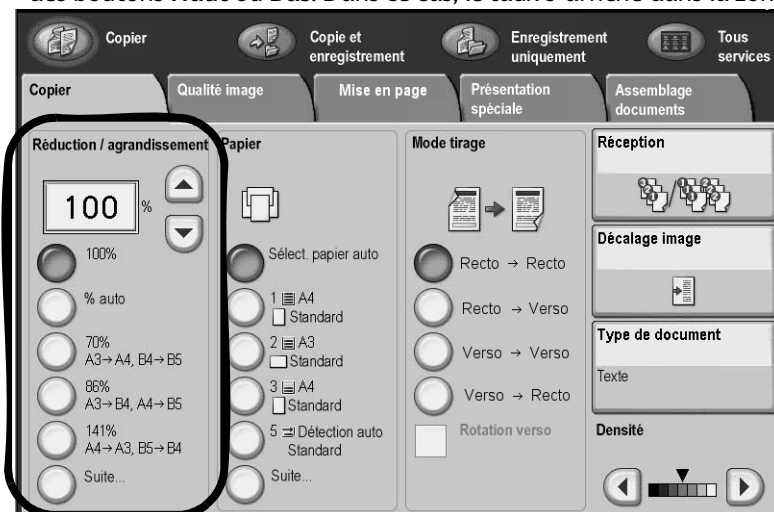 des boutons Haut ou Bas. Dans ce cas, le taux s'affiche dans la zone
Copier
Copie et
enregistrement
Enregistrement
uniquement
Tous
services
Copier
Qualité image
Mise en page
Présentation
spéciale
Assemblage
documents
Réduction / agrandissement
100
%
100%
% auto
70%
A3→A4, B4→B5
86%
A3→B4, A4→B5
141%
A4→A3, B5→B4
Suite...
Papier
Sélect. papier auto
1 A4
Standard
2 A3
Standard
3 A4
Standard
5 Détection auto
Standard
Suite...
Mode tirage
Recto → Recto
Recto → Verso
Verso → Verso
Verso → Recto
Rotation verso
Réception
Décalage image
Type de document
Texte
Densité